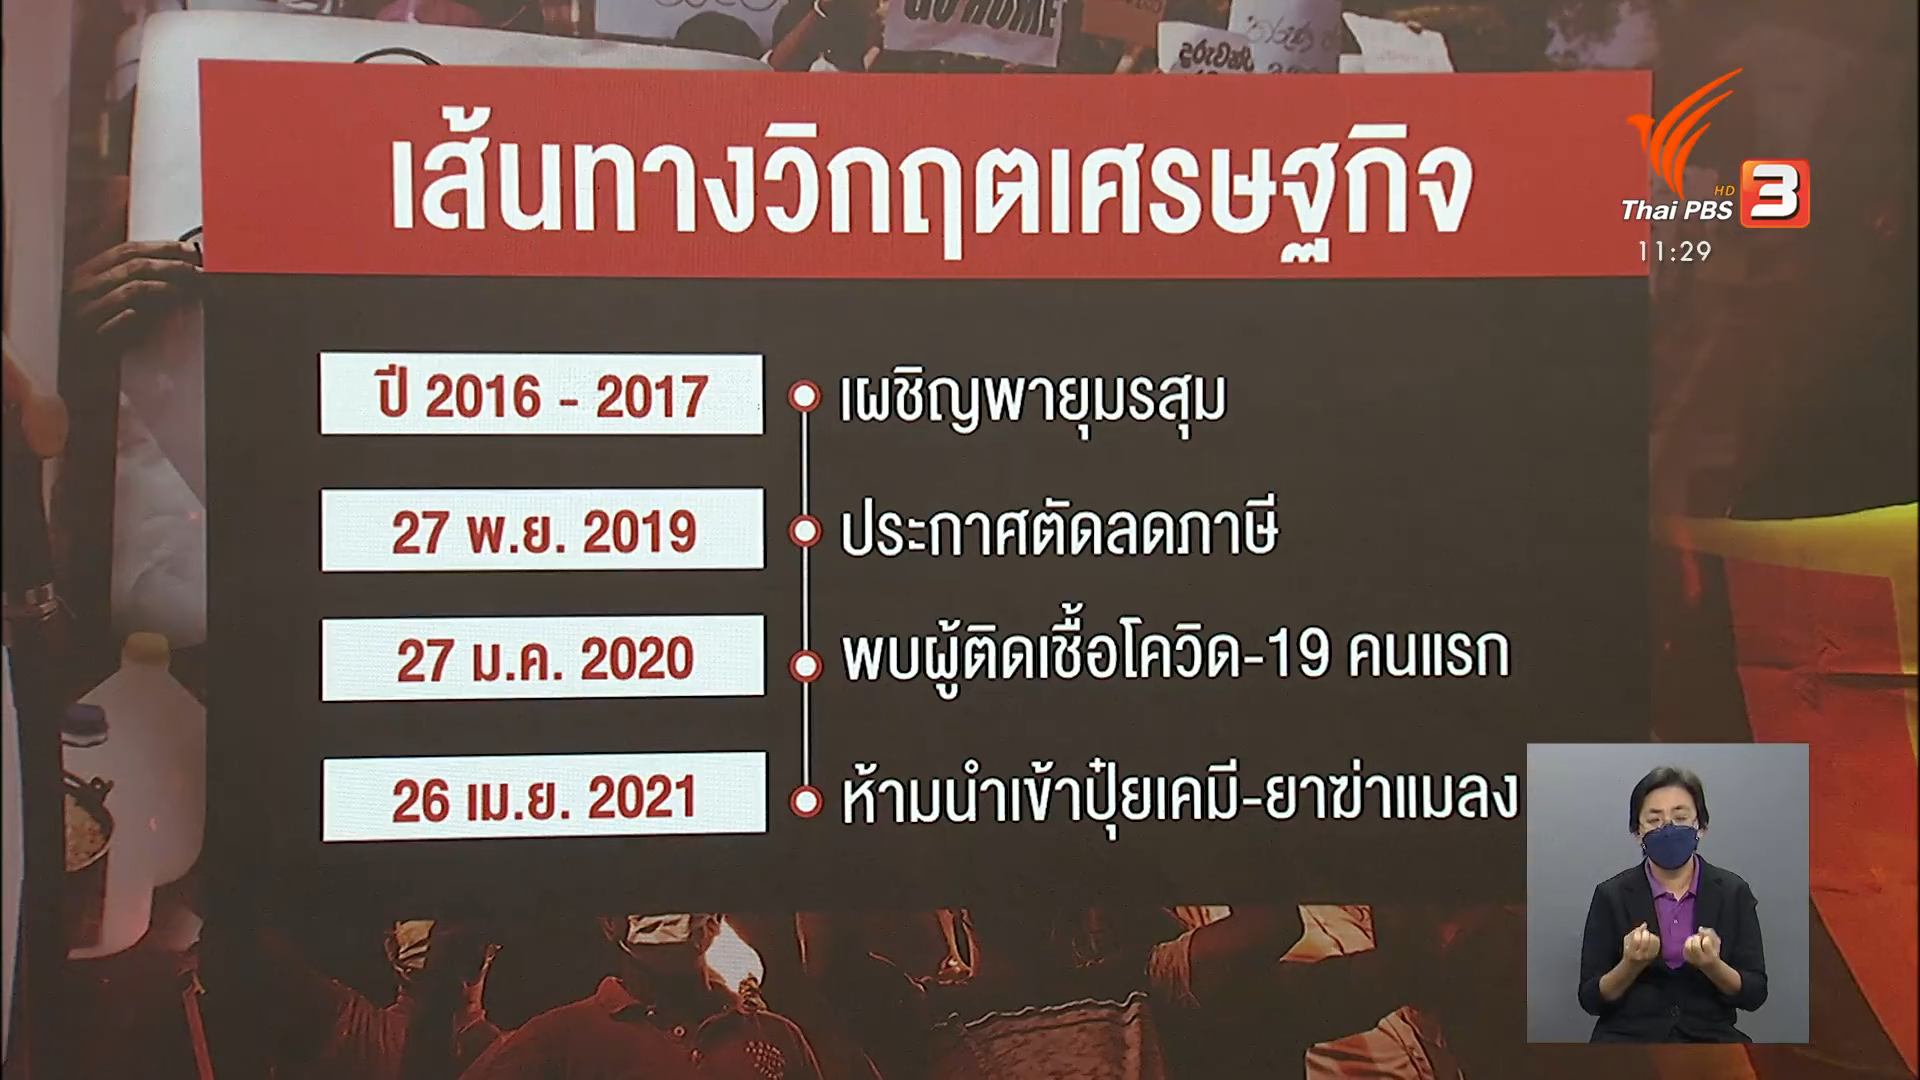 GO HOME
เส้นทางวิกฤตเศรษฐกิจ
HD
Thai PBS 3
11:29
ปี 2016 - 2017
เผชิญพายุมรสุม
27 พ.ย. 2019
ประกาศตัดลดภาษี
27 ม.ค. 2020
พบผู้ติดเชื้อโควิด-19 คนแรก
26 เม.ย. 2021
ห้ามนำเข้าปุ๋ยเคมี-ยาฆ่าแมลง